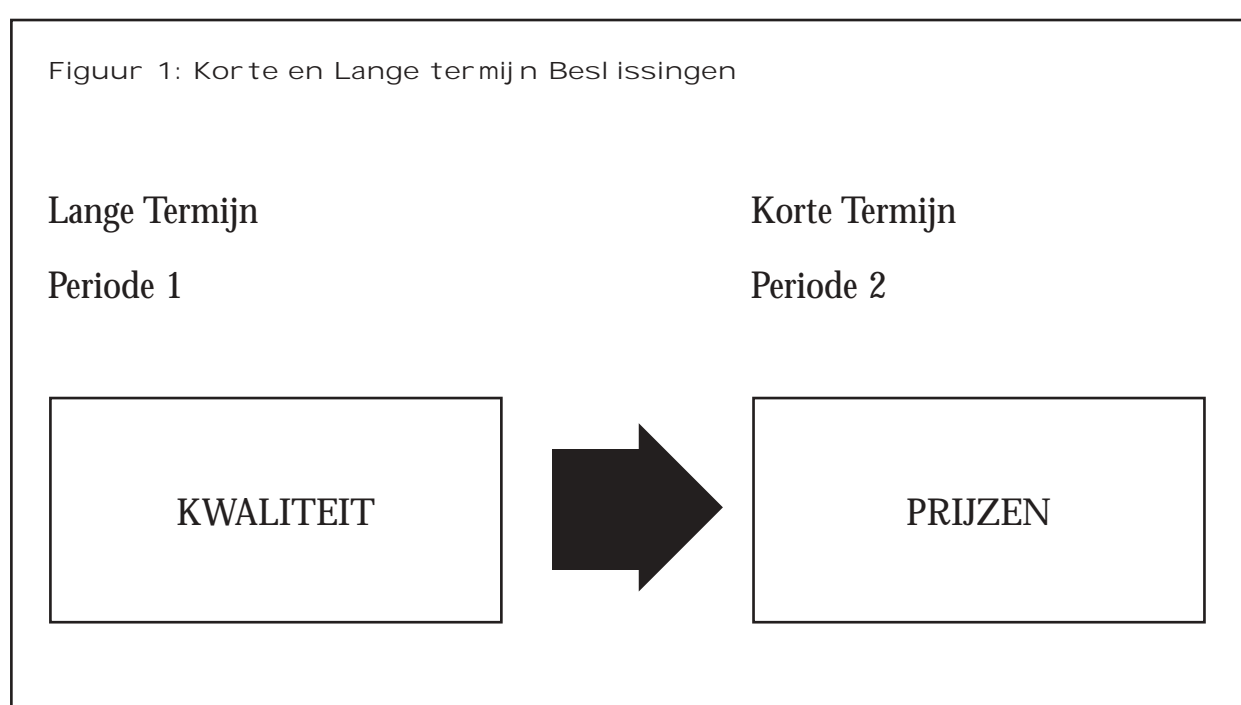 Figuur 1: Korte en Lange termijn Beslissingen
Lange Termijn
Korte Termijn
Periode 1
Periode 2
KWALITEIT
PRIJZEN